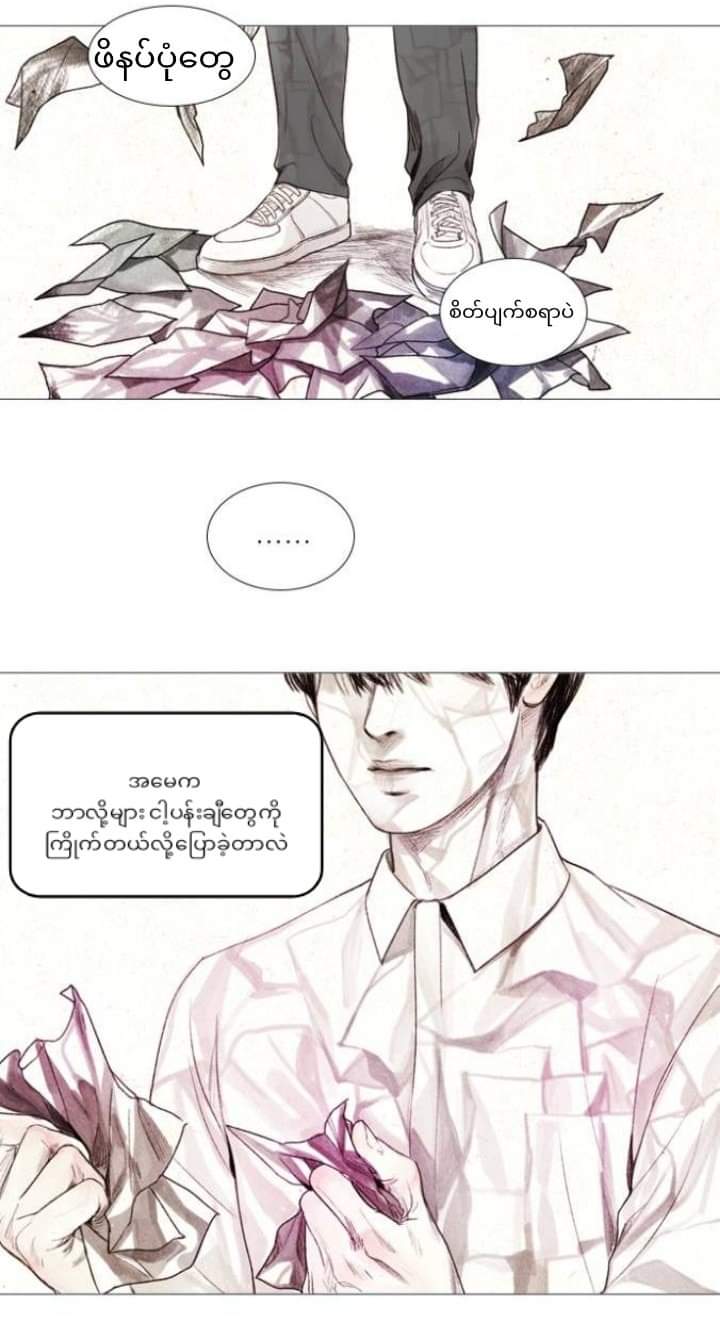 ဖိနပ်ပုံတွေ
စိတ်ပျက်စရာပဲ
......
အမေက
ဘာလို့များ ငါ့ပန်းချီတွေကို
ကြိုက်တယ်လို့ပြောခဲ့တာလဲ